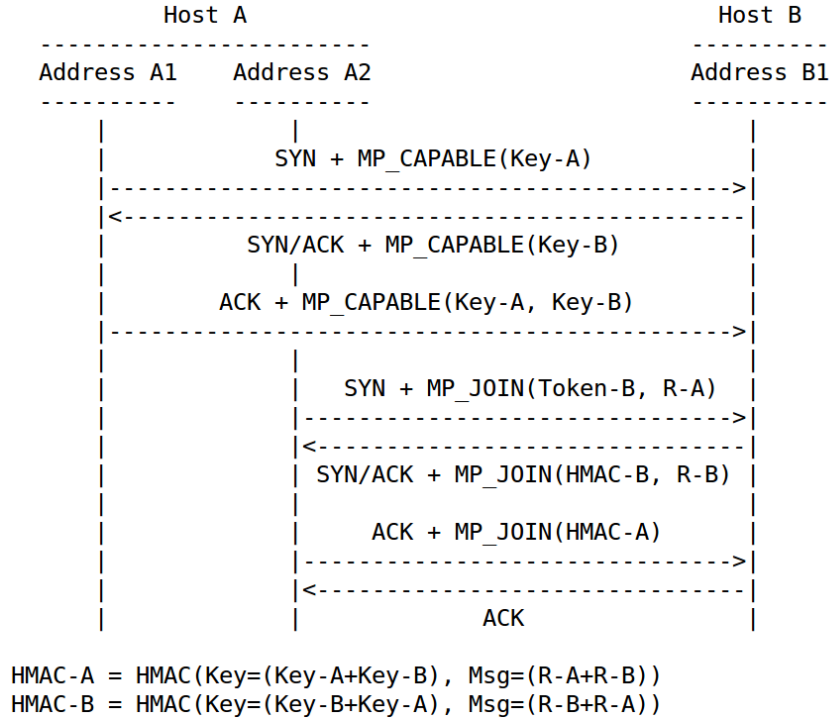 Host A Host B
----------------------- ----------
Address A1 Address A2 Address B1
---------- ---------- ----------
| | |
| SYN + MP_CAPABLE(Key-A) |
|--------------------------------------------->|
|<---------------------------------------------|
| SYN/ACK + MP_CAPABLE(Key-B) |
| | |
| ACK + MP_CAPABLE(Key-A, Key-B) |
|--------------------------------------------->|
| | |
| | SYN + MP_JOIN(Token-B, R-A) |
| |------------------------------->|
| |<-------------------------------|
| | SYN/ACK + MP_JOIN(HMAC-B, R-B) |
| | |
| | ACK + MP_JOIN(HMAC-A) |
| |------------------------------->|
| |<-------------------------------|
| | ACK |
HMAC-A = HMAC(Key=(Key-A+Key-B), Msg=(R-A+R-B))
HMAC-B = HMAC(Key=(Key-B+Key-A), Msg=(R-B+R-A))